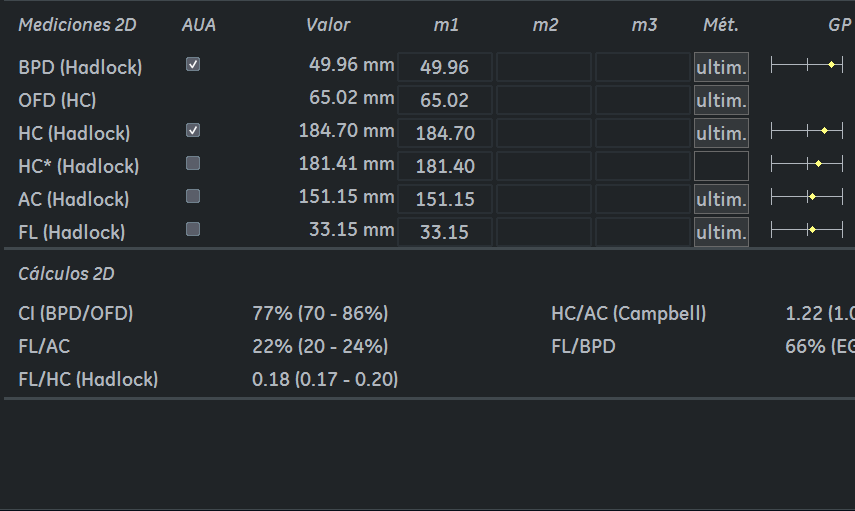 Mediciones 2D AUA Valor m1 m2 m3 Mét. GP
BPD (Hadlock) 49.96 mm 49.96 ultim.
OFD (HC) 65.02 mm 65.02 ultim.
HC (Hadlock) 184.70 mm 184.70 ultim.
HC* (Hadlock) 181.41 mm 181.40
AC (Hadlock) 151.15 mm 151.15 ultim.
FL (Hadlock) 33.15 mm 33.15 ultim.
Cálculos 2D
CI (BPD/OFD) 77% (70 - 86%) HC/AC (Campbell) 1.22 (1.0
FL/AC 22% (20 - 24%) FL/BPD 66% (EG
FL/HC (Hadlock) 0.18 (0.17 - 0.20)